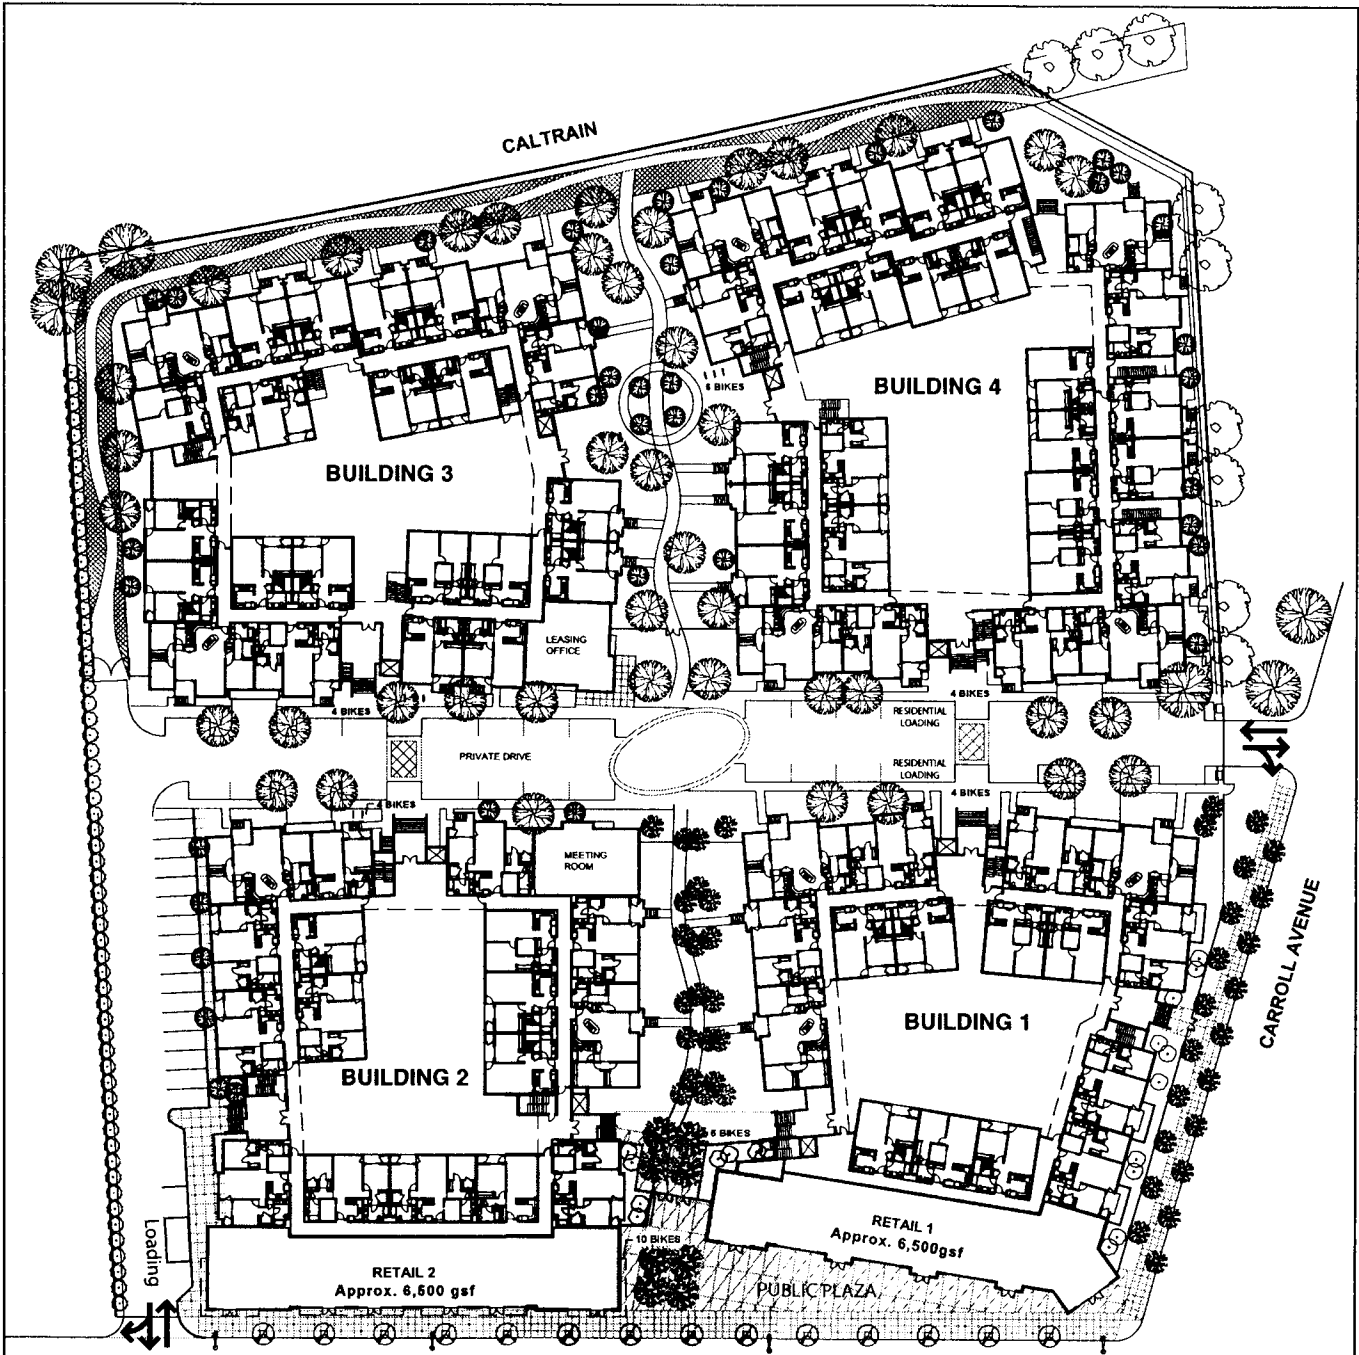 CALTRAIN
6 BIKES
BUILDING 4
BUILDING 3
LEASING
OFFICE
4 BIKES
4 BIKES
RESIDENTIAL
LOADING
PRIVATE DRIVE
RESIDENTIAL
LOADING
4 BIKES
4 BIKES
MEETING
ROOM
CARROLL AVENUE
BUILDING 1
BUILDING 2
6 BIKES
Loading
RETAIL 1
Approx. 6,500gsf
10 BIKES
RETAIL 2
Approx. 6,500 gsf
PUBLIC PLAZA